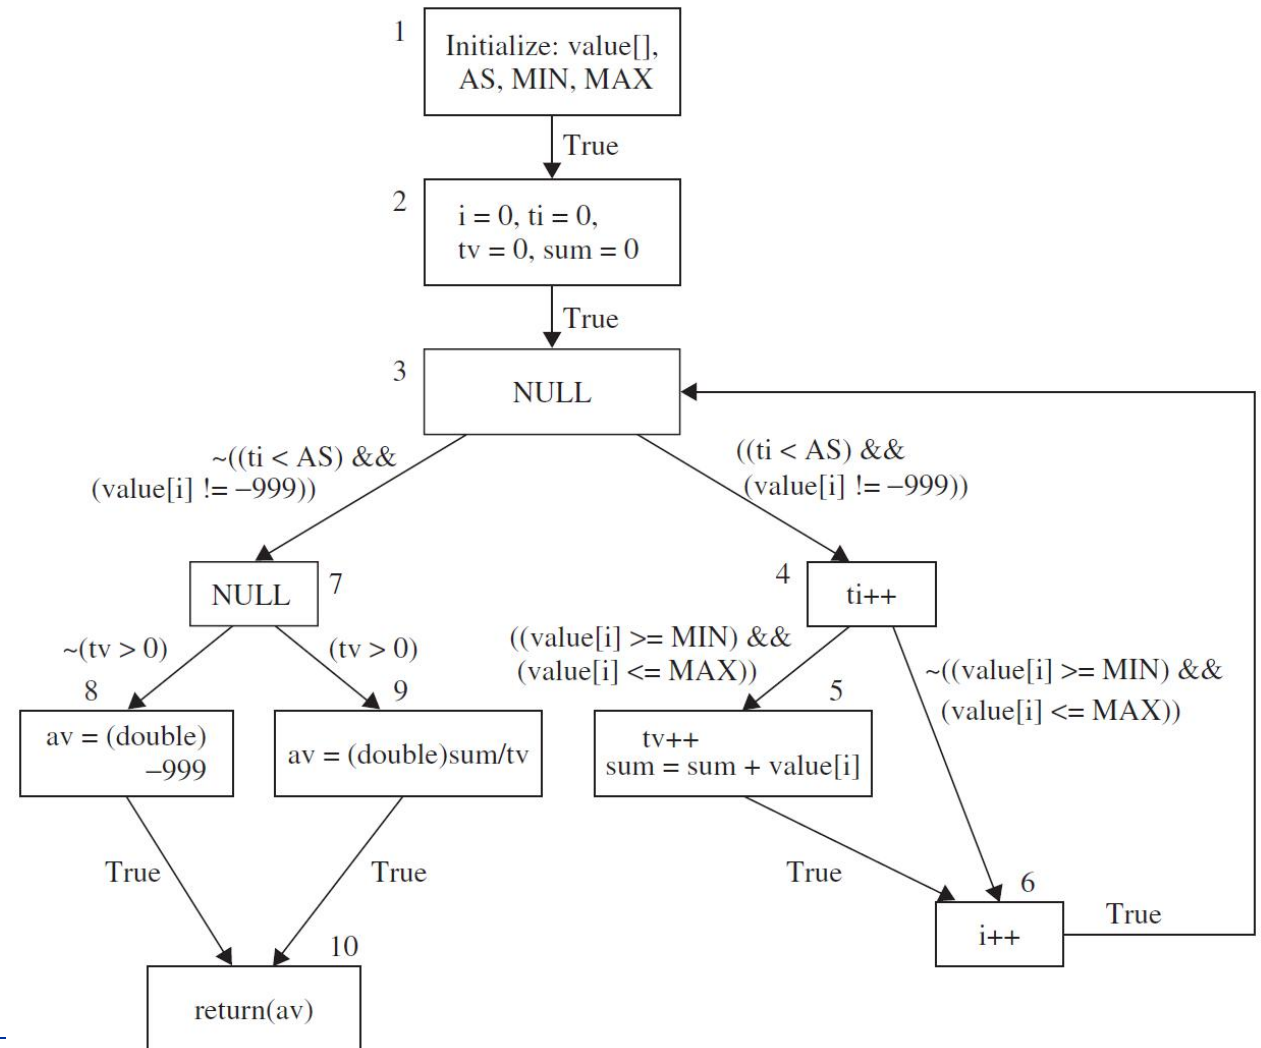 1
Initialize: value[],
AS, MIN, MAX
True
2
i = 0, ti = 0,
tv = 0, sum = 0
True
3
NULL
~((ti < AS) &&
(value[i] != –999))
((ti < AS) &&
(value[i] != –999))
NULL
7
4
ti++
~(tv > 0)
(tv > 0)
((value[i] >= MIN) &&
(value[i] <= MAX))
~((value[i] >= MIN) &&
(value[i] <= MAX))
8
9
5
av = (double)
–999
av = (double)sum/tv
tv++
sum = sum + value[i]
True
True
True
6
i++
True
10
return(av)